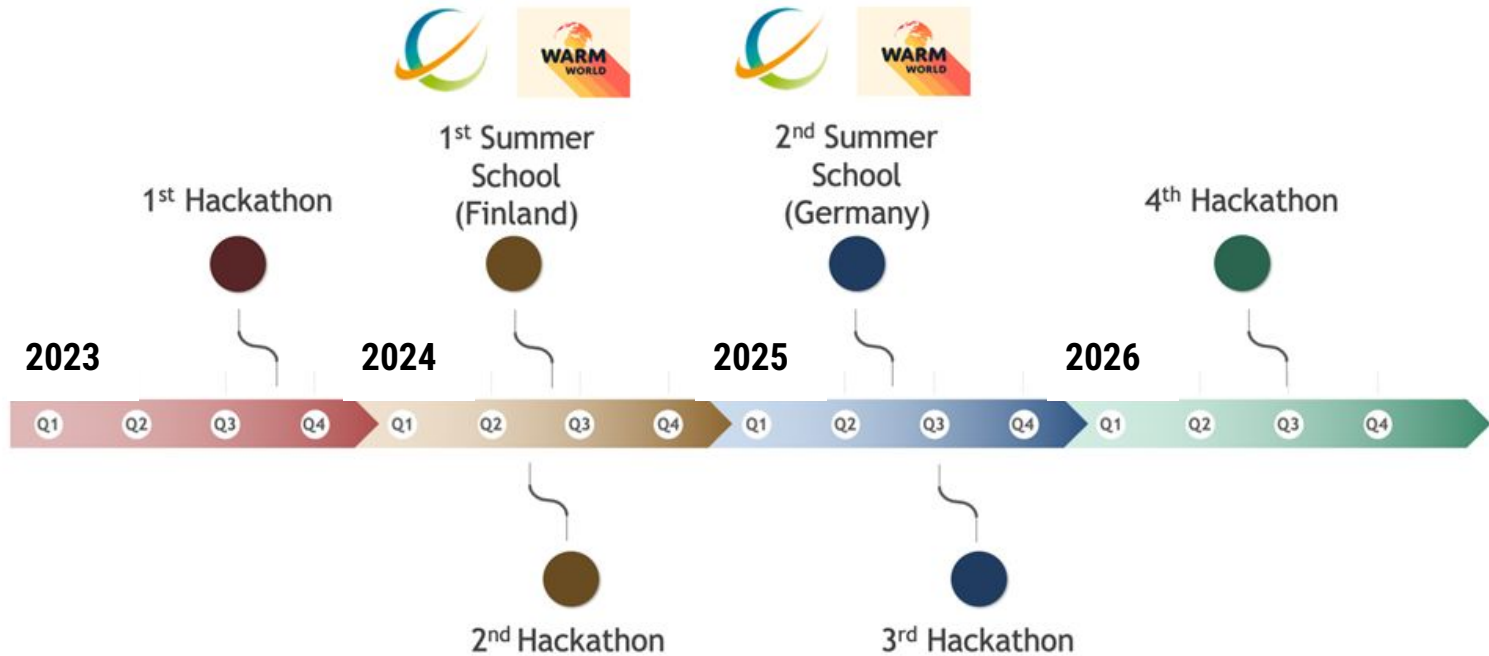 WARM
WORLD
WARM
WORLD
1st Summer
School
(Finland)
2nd Summer
School
(Germany)
1st Hackathon
4th Hackathon
2023
2024
2025
2026
Q1 Q2 Q3 Q4 Q1 Q2 Q3 Q4 Q1 Q2 Q3 Q4 Q1 Q2 Q3 Q4
2nd Hackathon
3rd Hackathon